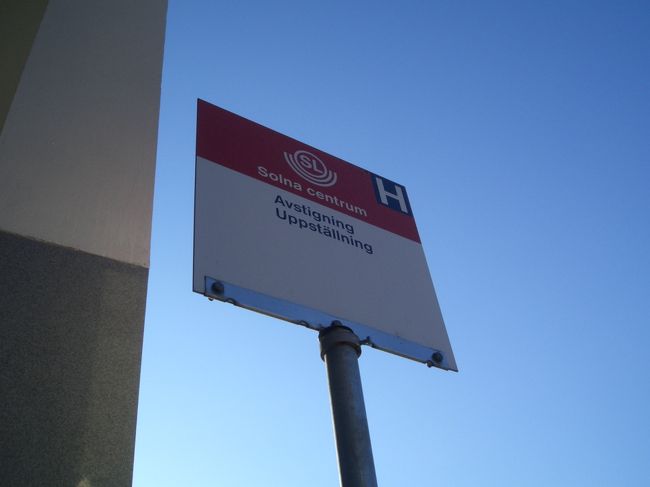 SL
Solna centrum
H
Avstigning
Uppställning